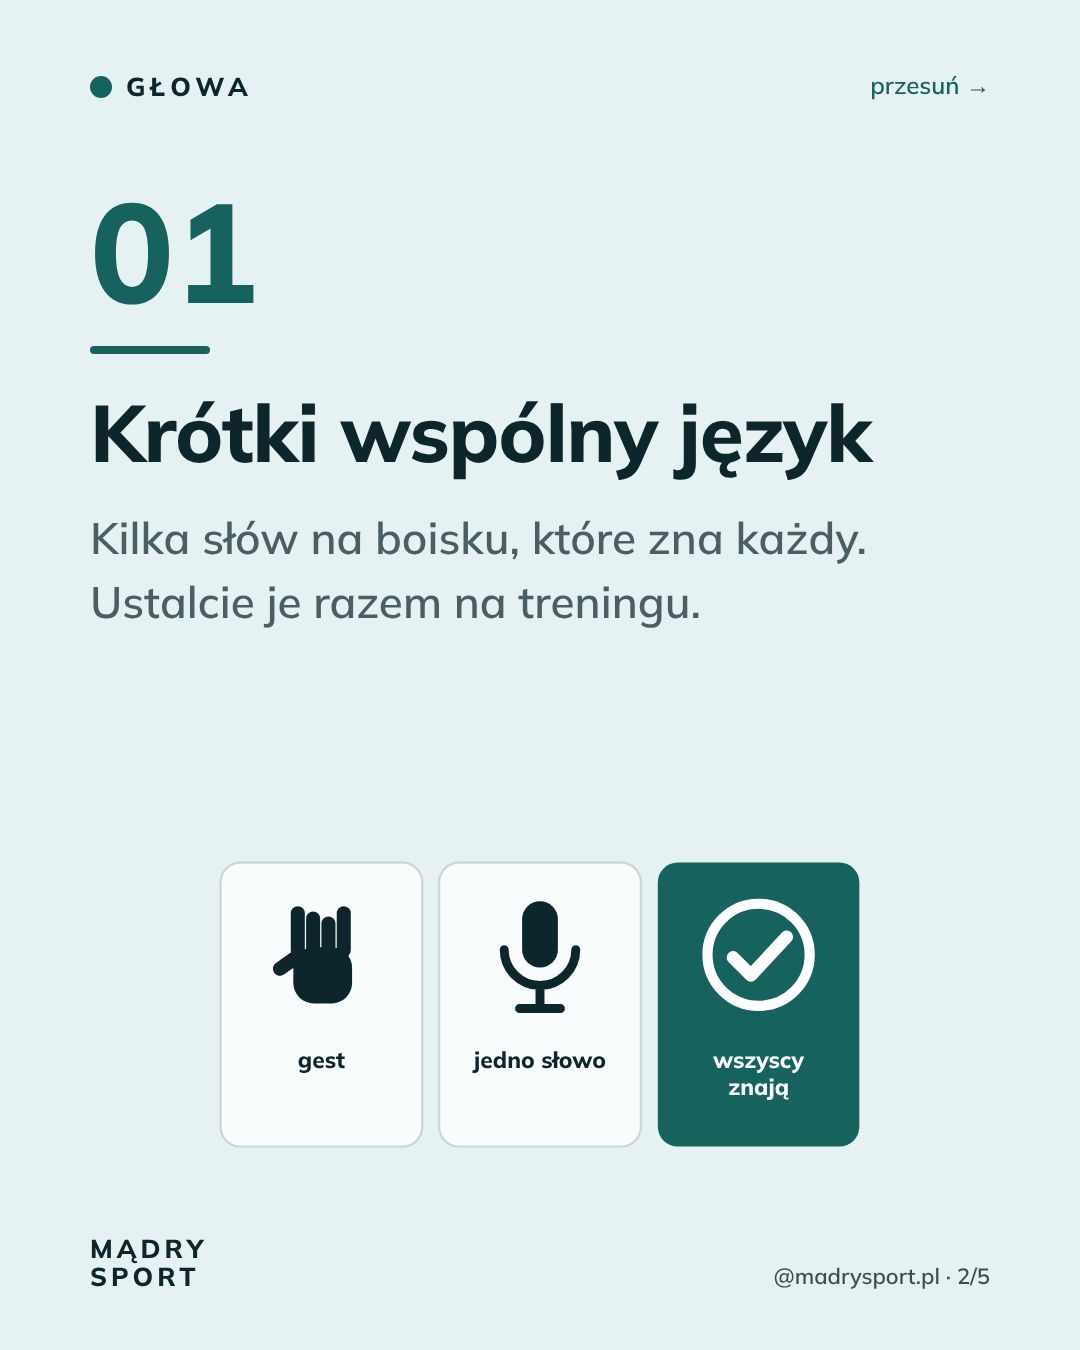 GŁOWA
przesuń →
01
Krótki wspólny język
Kilka słów na boisku, które zna każdy.
Ustalcie je razem na treningu.
gest
jedno słowo
wszyscy
znają
MĄDRY
SPORT
@madrysport.pl · 2/5